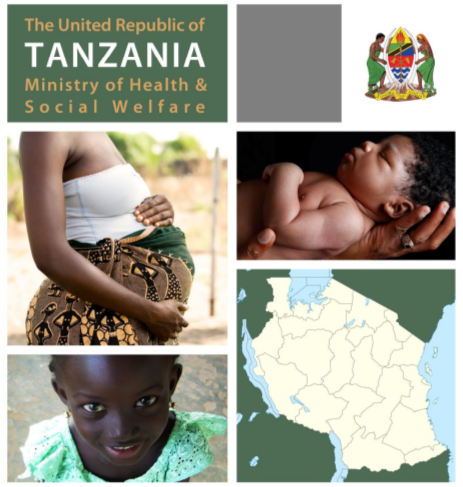 The United Republic of
TANZANIA
Ministry of Health &
Social Welfare